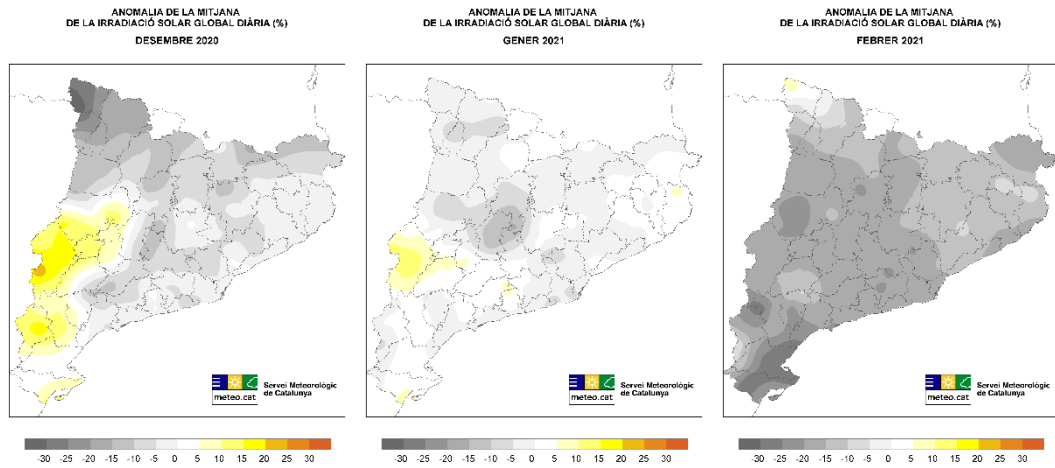 ANOMALIA DE LA MITJANA
DE LA IRRADIACIÓ SOLAR GLOBAL DIÀRIA (%)
DESEMBRE 2020
Servei Meteorològic
de Catalunya
meteo.cat
-30 -25 -20 -15 -10 -5 0 5 10 15 20 25 30
ANOMALIA DE LA MITJANA
DE LA IRRADIACIÓ SOLAR GLOBAL DIÀRIA (%)
GENER 2021
Servei Meteorològic
de Catalunya
meteo.cat
-30 -25 -20 -15 -10 -5 0 5 10 15 20 25 30
ANOMALIA DE LA MITJANA
DE LA IRRADIACIÓ SOLAR GLOBAL DIÀRIA (%)
FEBRER 2021
Servei Meteorològic
de Catalunya
meteo.cat
-30 -25 -20 -15 -10 -5 0 5 10 15 20 25 30